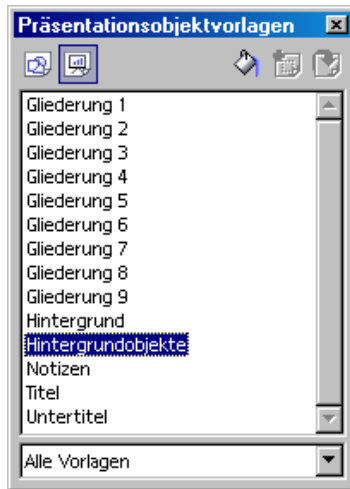 Präsentationsobjektvorlagen
Gliederung 1
Gliederung 2
Gliederung 3
Gliederung 4
Gliederung 5
Gliederung 6
Gliederung 7
Gliederung 8
Gliederung 9
Hintergrund
Hintergrundobjekte
Notizen
Titel
Untertitel
Alle Vorlagen